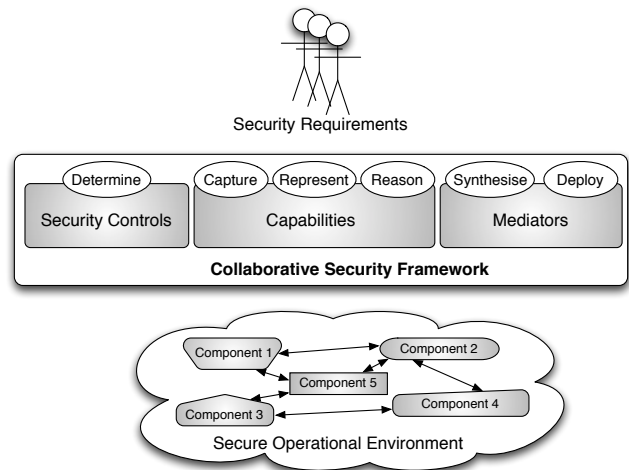 Security Requirements
Determine
Capture
Represent
Reason
Synthesise
Deploy
Security Controls
Capabilities
Mediators
Collaborative Security Framework
Component 1
Component 2
Component 5
Component 3
Component 4
Secure Operational Environment